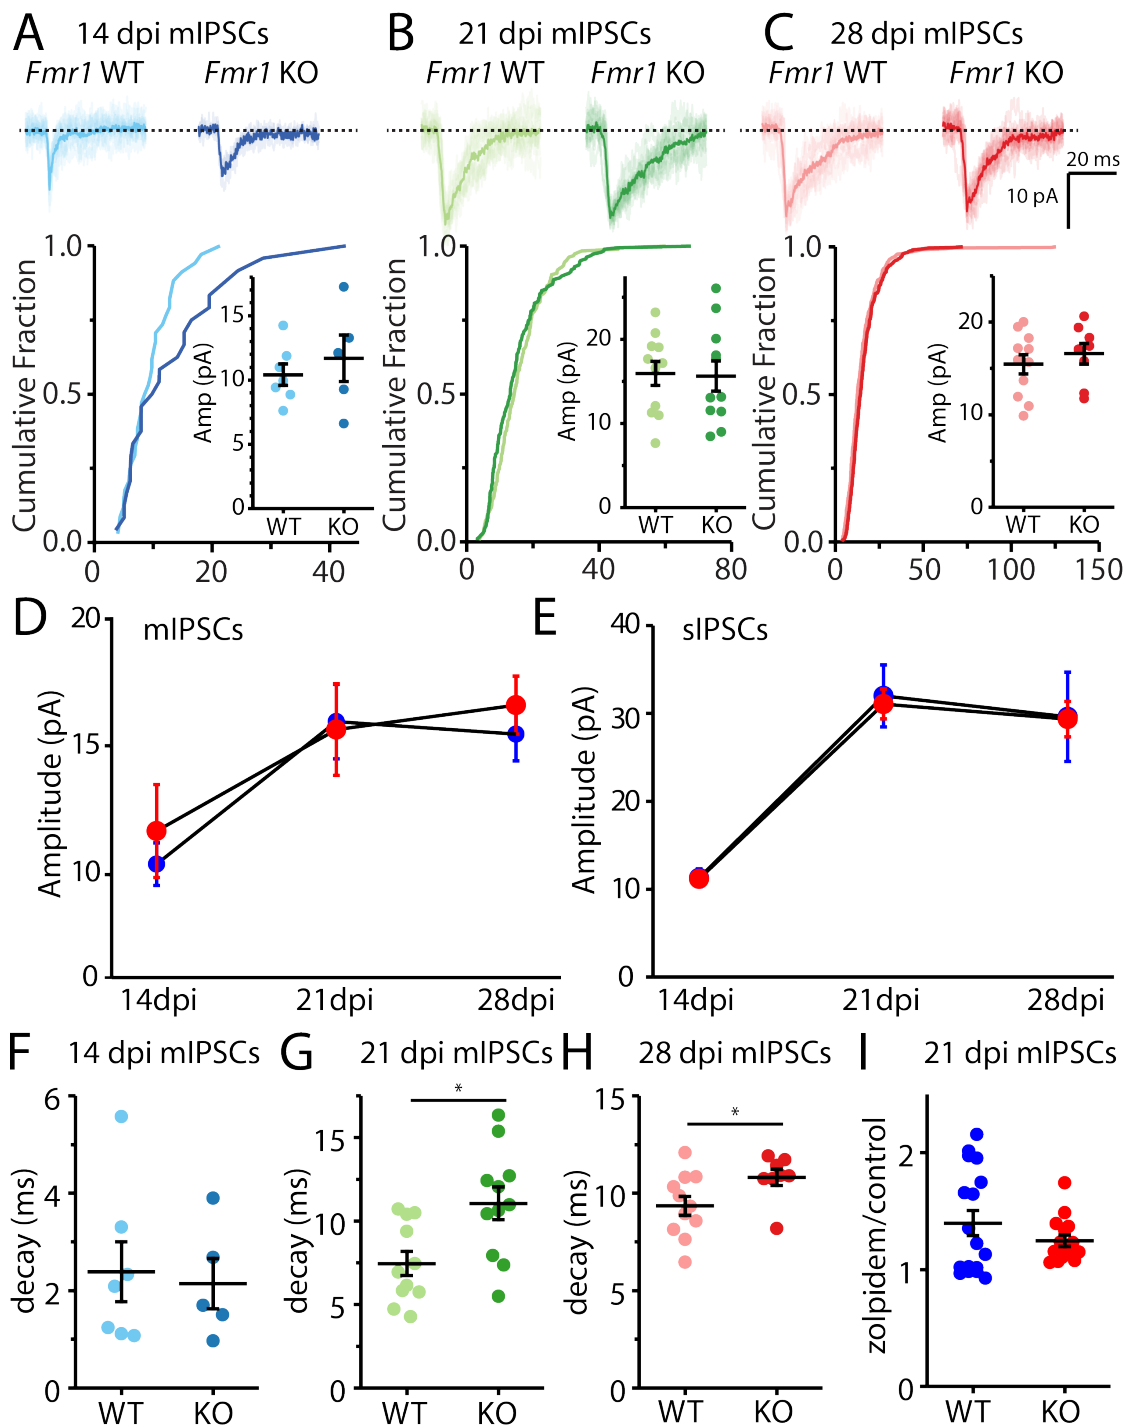 A 14 dpi mIPSCs
Fmr1 WT Fmr1 KO
B 21 dpi mIPSCs
Fmr1 WT Fmr1 KO
C 28 dpi mIPSCs
Fmr1 WT Fmr1 KO
20 ms
10 pA
Cumulative Fraction
1.0
0.5
0.0
0 20 40
Amp (pA)
15
10
5
0
WT KO
Cumulative Fraction
1.0
0.5
0.0
0 40 80
Amp (pA)
20
10
0
WT KO
Cumulative Fraction
1.0
0.5
0.0
0 50 100 150
Amp (pA)
20
10
0
WT KO
D mIPSCs
Amplitude (pA)
20
15
10
0
14dpi 21dpi 28dpi
E sIPSCs
Amplitude (pA)
40
30
20
10
0
14dpi 21dpi 28dpi
F 14 dpi mIPSCs
decay (ms)
6
4
2
0
WT KO
G 21 dpi mIPSCs
*
decay (ms)
15
10
5
0
WT KO
H 28 dpi mIPSCs
*
decay (ms)
15
10
5
0
WT KO
I 21 dpi mIPSCs
zolpidem/control
2
1
0
WT KO